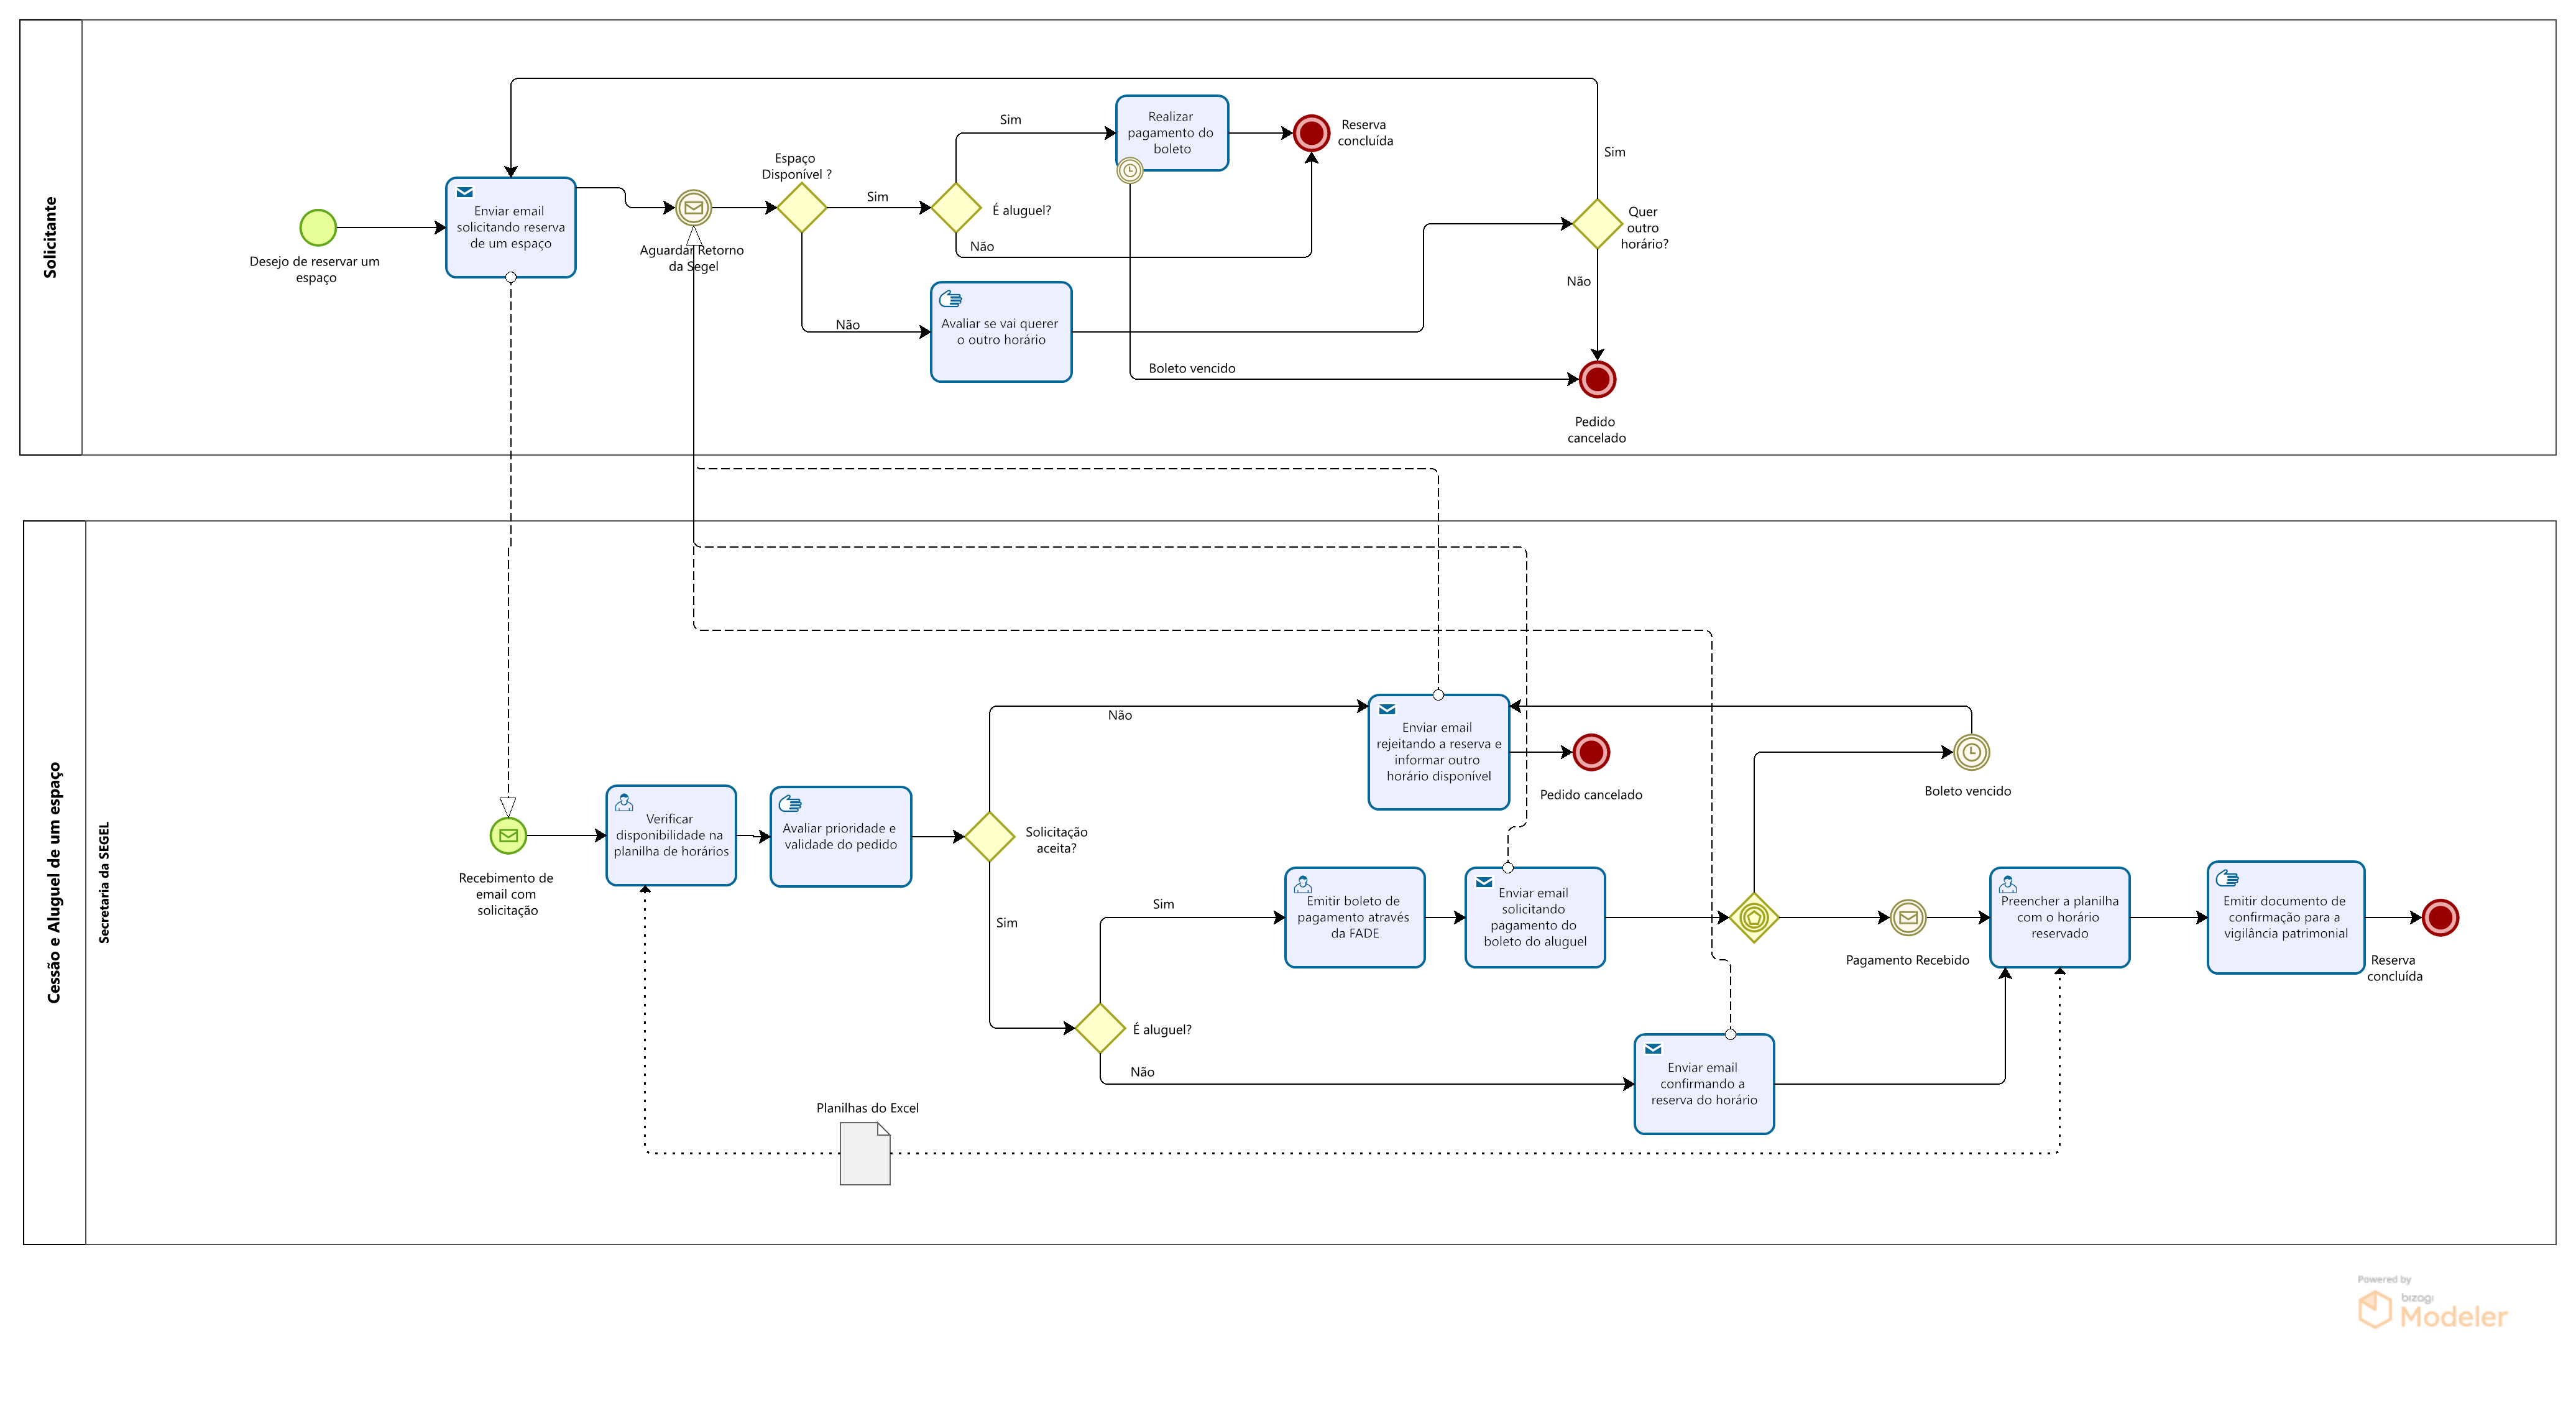 Solicitante
Desejo de reservar um
espaço
Enviar email
solicitando reserva
de um espaço
Aguardar Retorno
da Segel
Espaço
Disponível ?
Sim
Não
É aluguel?
Sim
Não
Realizar
pagamento do
boleto
Reserva
concluída
Avaliar se vai querer
o outro horário
Boleto vencido
Sim
Quer
outro
horário?
Não
Pedido
cancelado
Cessão e Aluguel de um espaço
Secretaria da SEGEL
Recebimento de
email com
solicitação
Verificar
disponibilidade na
planilha de horários
Avaliar prioridade e
validade do pedido
Solicitação
aceita?
Não
Sim
Enviar email
rejeitando a reserva e
informar outro
horário disponível
Pedido cancelado
Boleto vencido
É aluguel?
Sim
Não
Emitir boleto de
pagamento através
da FADE
Enviar email
solicitando
pagamento do
boleto do aluguel
Pagamento Recebido
Preencher a planilha
com o horário
reservado
Emitir documento de
confirmação para a
vigilância patrimonial
Reserva
concluída
Enviar email
confirmando a
reserva do horário
Planilhas do Excel
Powered by
bizagi
Modeler